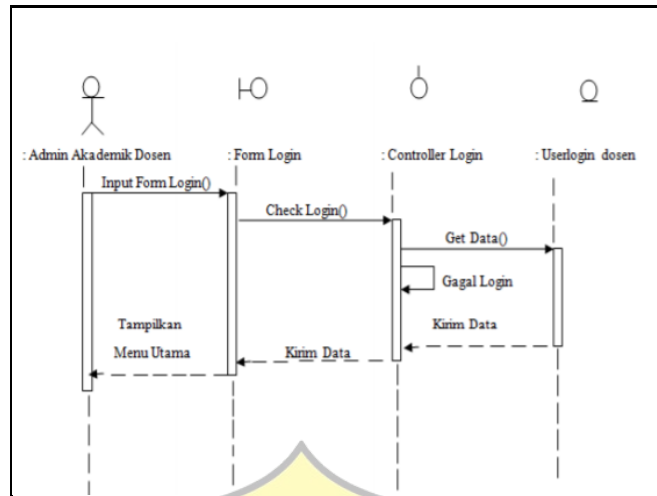 : Admin Akademik Dosen
: Form Login
: Controller Login
: Userlogin dosen
Input Form Login()
Check Login()
Get Data()
Gagal Login
Kirim Data
Kirim Data
Tampilkan
Menu Utama